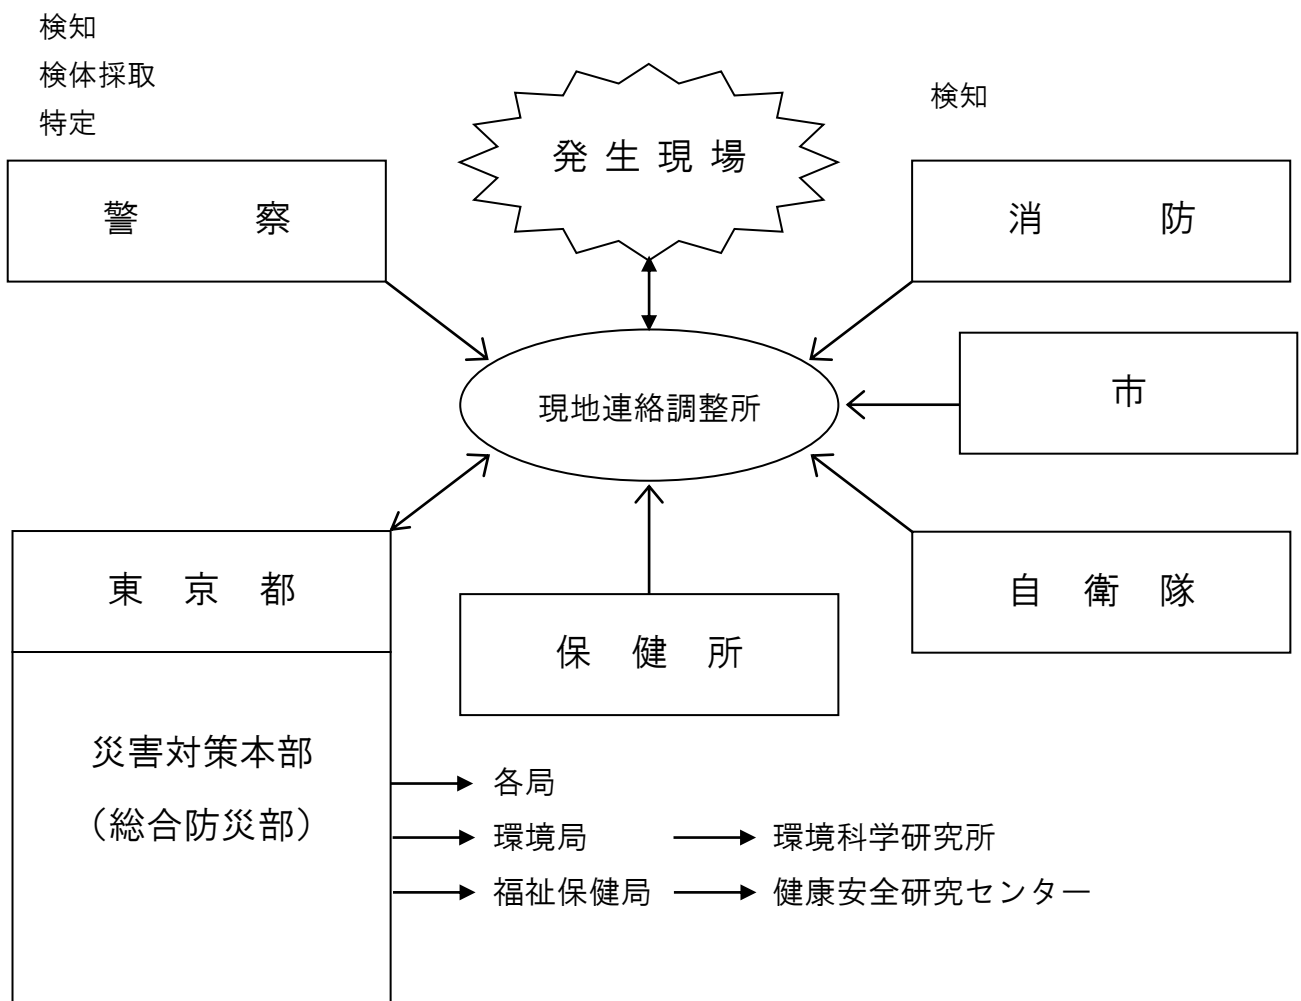 検知
検体採取
特定
検知
発生現場
警察
消防
現地連絡調整所
市
東京都
自衛隊
保健所
災害対策本部
（総合防災部）
各局
環境局
環境科学研究所
福祉保健局
健康安全研究センター